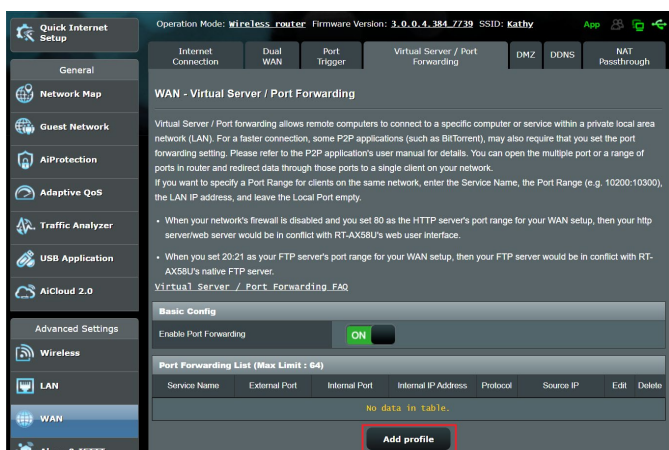 Quick Internet
Setup
Operation Mode: Wireless router Firmware Version: 3.0.0.4.384_7739 SSID: Kathy
App
General
Network Map
Guest Network
AiProtection
Adaptive QoS
Traffic Analyzer
USB Application
AiCloud 2.0
Advanced Settings
Wireless
LAN
WAN
Internet
Connection
Dual
WAN
Port
Trigger
Virtual Server / Port
Forwarding
DMZ
DDNS
NAT
Passthrough
WAN - Virtual Server / Port Forwarding
Virtual Server / Port forwarding allows remote computers to connect to a specific computer or service within a private local area
network (LAN). For a faster connection, some P2P applications (such as BitTorrent), may also require that you set the port
forwarding setting. Please refer to the P2P application's user manual for details. You can open the multiple port or a range of
ports in router and redirect data through those ports to a single client on your network.
If you want to specify a Port Range for clients on the same network, enter the Service Name, the Port Range (e.g. 10200:10300),
the LAN IP address, and leave the Local Port empty.
• When your network's firewall is disabled and you set 80 as the HTTP server's port range for your WAN setup, then your http
server/web server would be in conflict with RT-AX58U's web user interface.
• When you set 20:21 as your FTP server's port range for your WAN setup, then your FTP server would be in conflict with RT-
AX58U's native FTP server.
Virtual Server / Port Forwarding FAQ
Basic Config
Enable Port Forwarding
ON
Port Forwarding List (Max Limit : 64)
Service Name External Port Internal Port Internal IP Address Protocol Source IP Edit Delete
No data in table.
Add profile